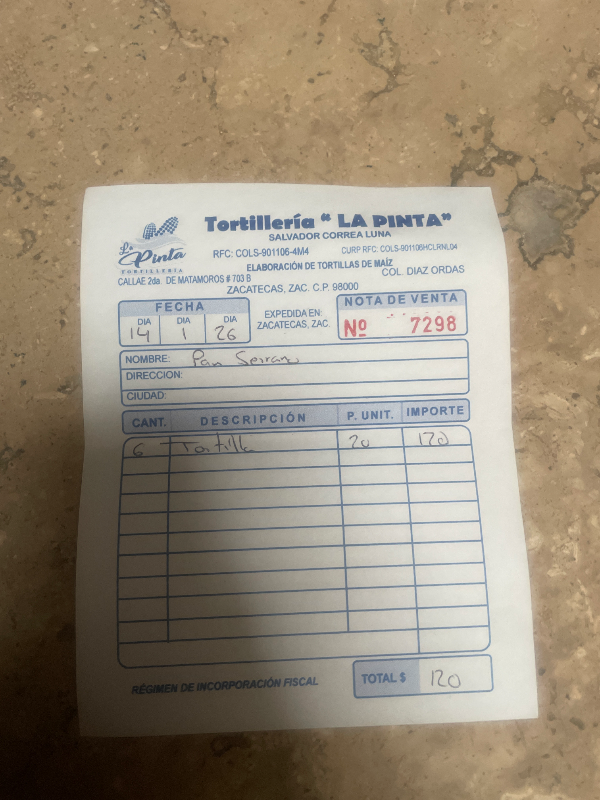 Tortillería " LA PINTA"
SALVADOR CORREA LUNA
La Pinta
TORTILLERIA
RFC: COLS-901106-4M4 CURP RFC: COLS-901106HCLRNL04
ELABORACIÓN DE TORTILLAS DE MAÍZ
CALLAE 2da DE MATAMOROS # 703 B COL. DIAZ ORDAS
ZACATECAS, ZAC. C.P. 98000
FECHA
DIA DIA DIA
14 1 26
EXPEDIDA EN:
ZACATECAS, ZAC.
NOTA DE VENTA
Nº 7298
NOMBRE: Pan Serrano
DIRECCION:
CIUDAD:
CANT. DESCRIPCIÓN P. UNIT. IMPORTE
6 Tortilla 20 120
RÉGIMEN DE INCORPORACIÓN FISCAL
TOTAL $ 120